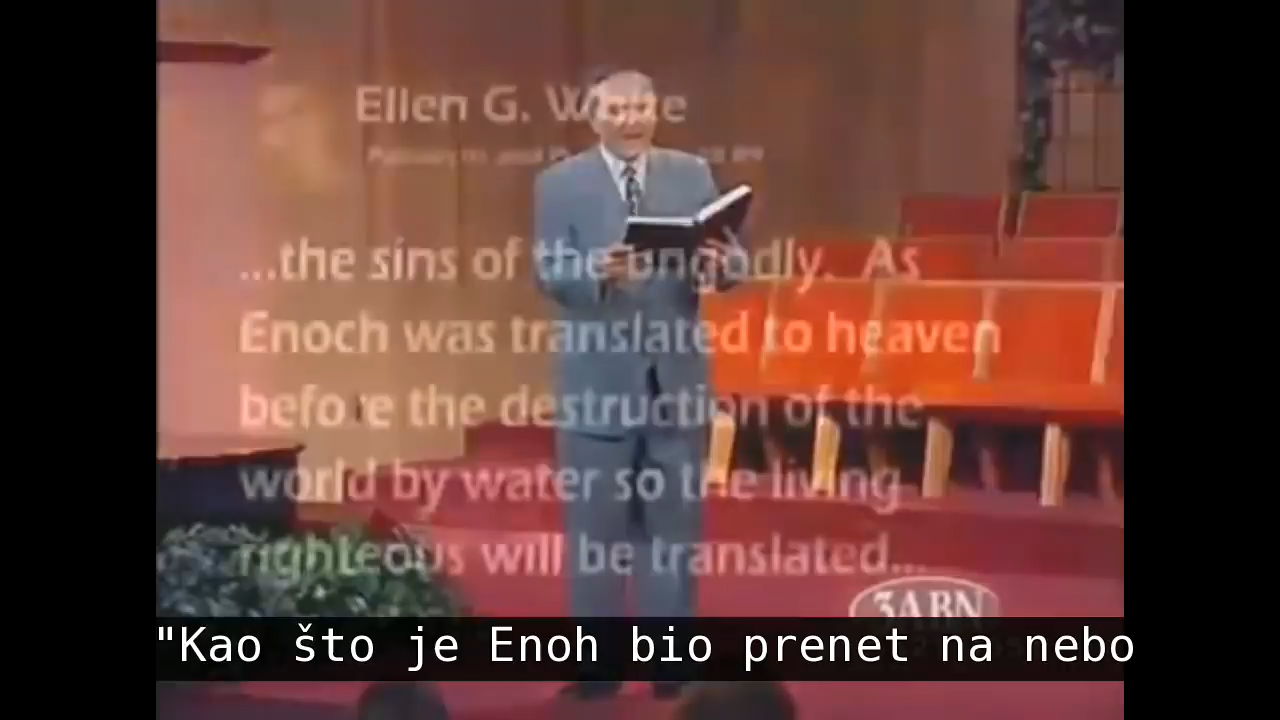 Ellen G. White
...the sins of the ungodly. As
Enoch was translated to heaven
before the destruction of the
world by water so the living
righteous will be translated...
3ABN
"Kao što je Enoh bio prenet na nebo